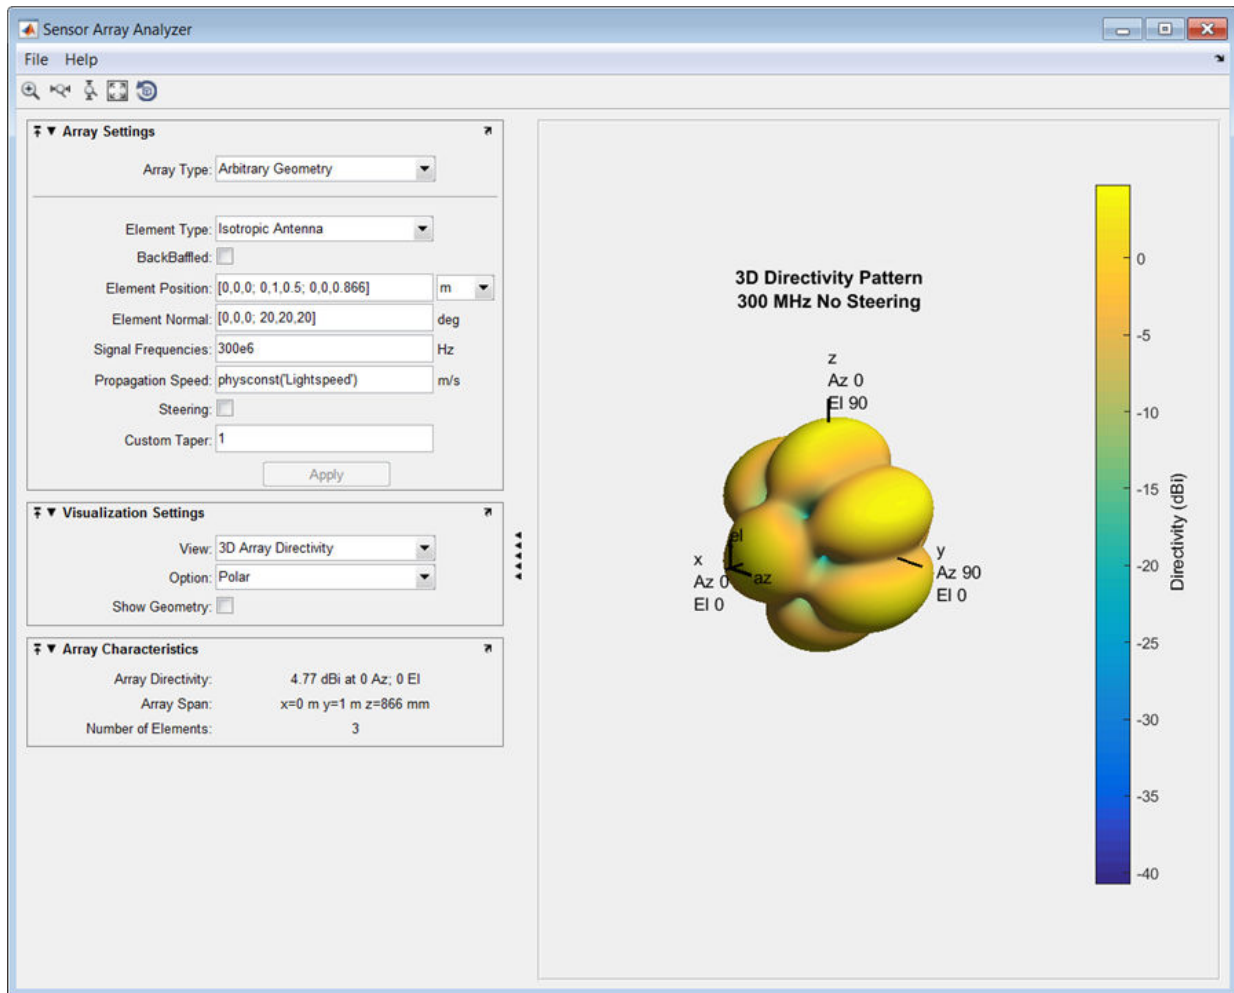 Sensor Array Analyzer
File Help
Array Settings
Array Type: Arbitrary Geometry
Element Type: Isotropic Antenna
BackBaffled:
Element Position: [0,0,0; 0,1,0.5; 0,0,0.866] m
Element Normal: [0,0,0; 20,20,20] deg
Signal Frequencies: 300e6 Hz
Propagation Speed: physconst('Lightspeed') m/s
Steering:
Custom Taper: 1
Apply
Visualization Settings
View: 3D Array Directivity
Option: Polar
Show Geometry:
Array Characteristics
Array Directivity: 4.77 dBi at 0 Az; 0 El
Array Span: x=0 m y=1 m z=866 mm
Number of Elements: 3
3D Directivity Pattern
300 MHz No Steering
z
Az 0
El 90
el
x
Az 0
El 0
az
y
Az 90
El 0
0
-5
-10
-15
-20
-25
-30
-35
-40
Directivity (dBi)